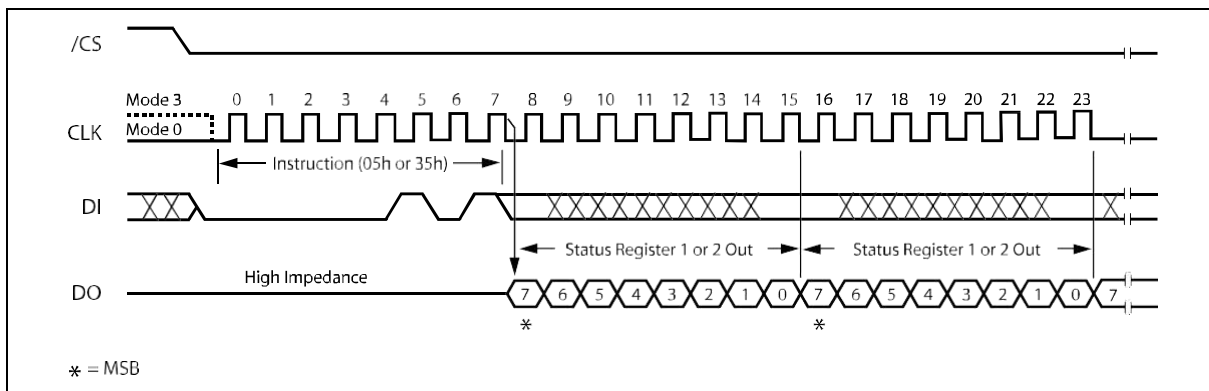 /CS
Mode 3
0 1 2 3 4 5 6 7 8 9 10 11 12 13 14 15 16 17 18 19 20 21 22 23
CLK
Mode 0
Instruction (05h or 35h)
DI
Status Register 1 or 2 Out Status Register 1 or 2 Out
High Impedance
DO
7 6 5 4 3 2 1 0 7 6 5 4 3 2 1 0 7
* *
* = MSB